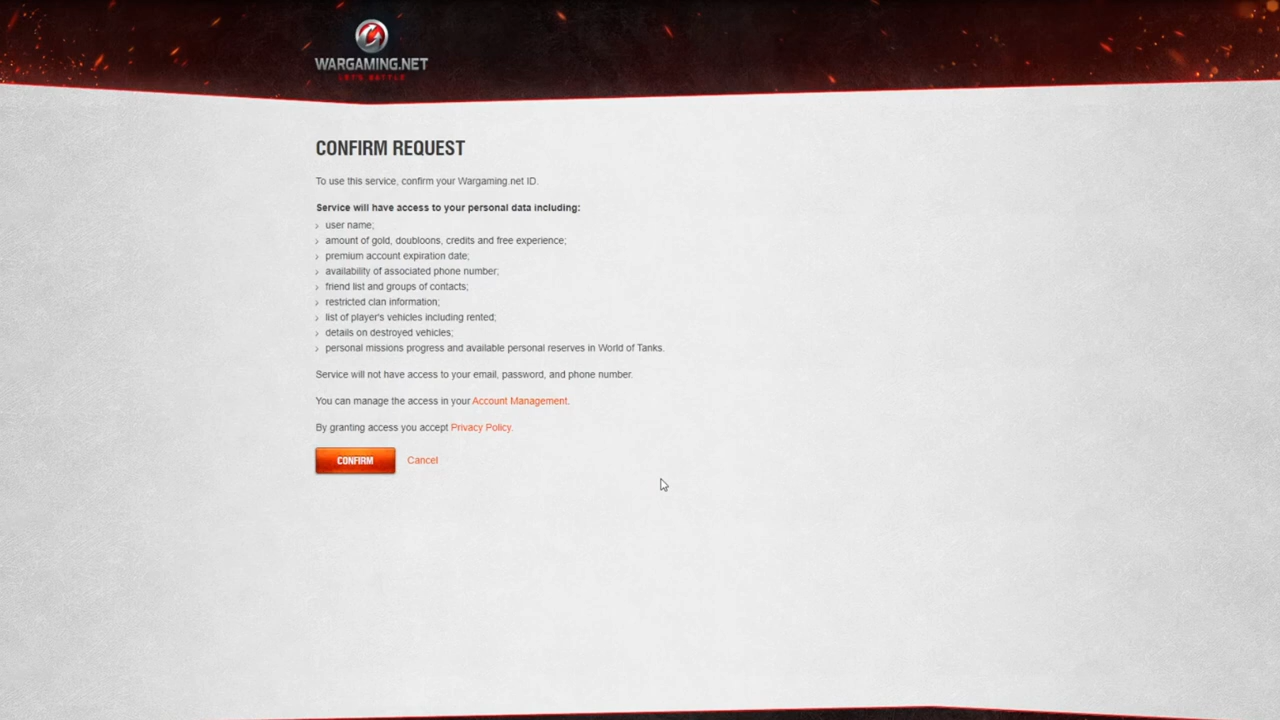 WARGAMING.NET
LET'S BATTLE
CONFIRM REQUEST
To use this service, confirm your Wargaming.net ID.
Service will have access to your personal data including:
user name;
amount of gold, doubloons, credits and free experience;
premium account expiration date;
availability of associated phone number;
friend list and groups of contacts;
restricted clan information;
list of player's vehicles including rented;
details on destroyed vehicles;
personal missions progress and available personal reserves in World of Tanks.
Service will not have access to your email, password, and phone number.
You can manage the access in your Account Management.
By granting access you accept Privacy Policy.
CONFIRM Cancel